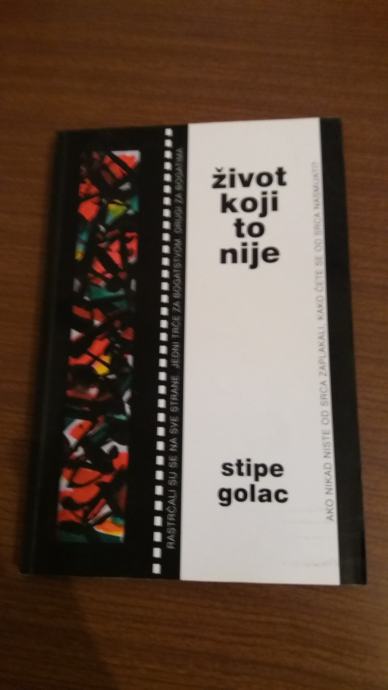 život
koji
to
nije
stipe
golac
RASTRČALI SU SE NA SVE STRANE. JEDNI TRČE ZA BOGATSTVOM, DRUGI ZA BOGATIMA.
AKO NIKAD NISTE OD SRCA ZAPLAKALI, KAKO ĆETE SE OD SRCA NASMIJATI?